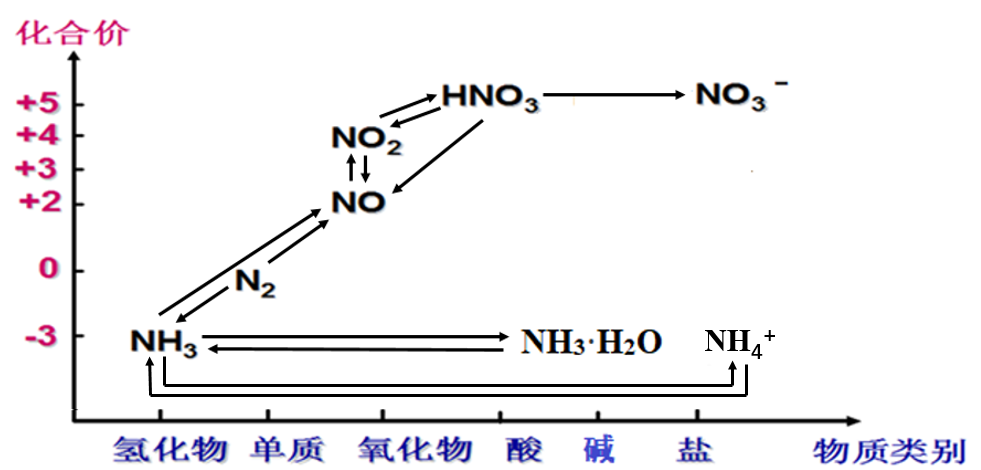 化合价
+5 HNO₃ NO₃⁻
+4 NO₂
+3
+2 NO
0 N₂
-3 NH₃ NH₃·H₂O NH₄⁺
氢化物 单质 氧化物 酸 碱 盐 物质类别